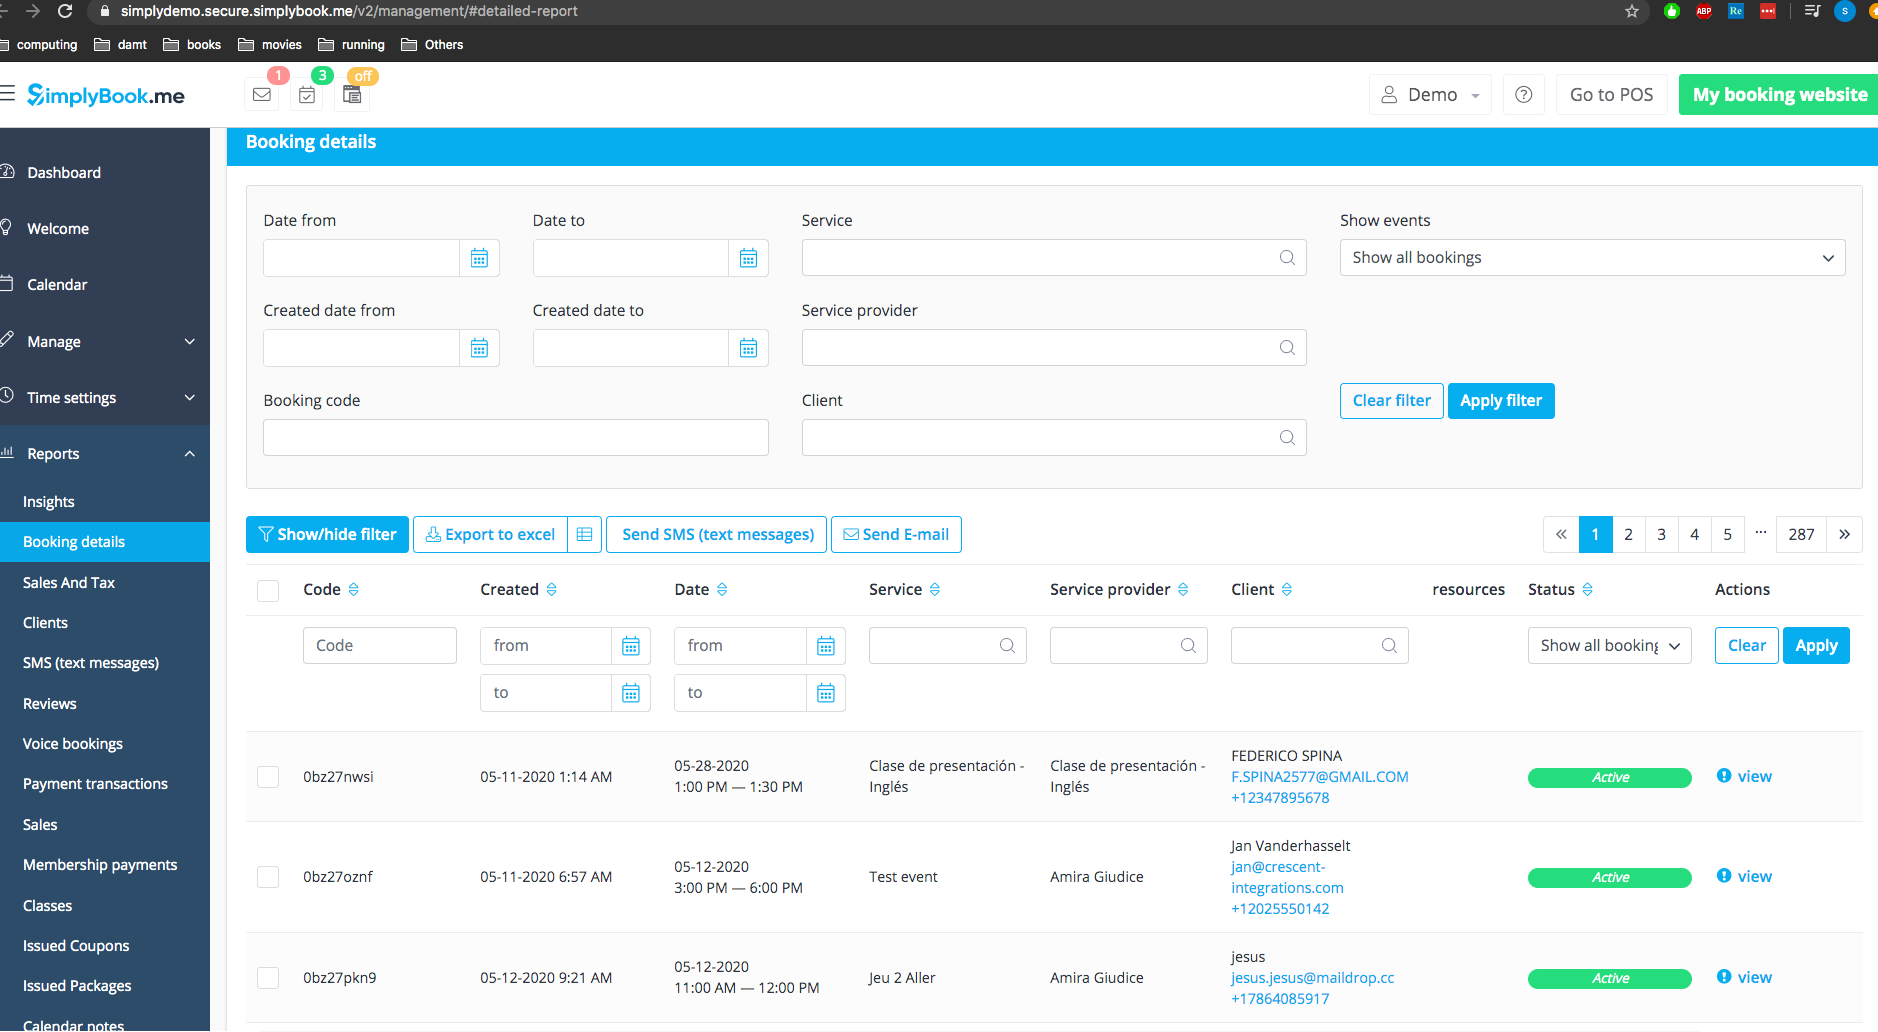 simplydemo.secure.simplybook.me/v2/management/#detailed-report
ABP
Re
S
computing damt books movies running Others
SimplyBook.me
1 3 off
Demo
Go to POS
My booking website
Booking details
Dashboard
Welcome
Calendar
Manage
Time settings
Reports
Insights
Booking details
Sales And Tax
Clients
SMS (text messages)
Reviews
Voice bookings
Payment transactions
Sales
Membership payments
Classes
Issued Coupons
Issued Packages
Calendar notes
Date from Date to Service Show events
Show all bookings
Created date from Created date to Service provider
Booking code Client
Clear filter Apply filter
Show/hide filter Export to excel Send SMS (text messages) Send E-mail
« 1 2 3 4 5 ... 287 »
Code Created Date Service Service provider Client resources Status Actions
Code from from Show all booking Clear Apply
to to
0bz27nwsi
05-11-2020 1:14 AM
05-28-2020
1:00 PM — 1:30 PM
Clase de presentación -
Inglés
Clase de presentación -
Inglés
FEDERICO SPINA
F.SPINA2577@GMAIL.COM
+12347895678
Active
view
0bz27oznf
05-11-2020 6:57 AM
05-12-2020
3:00 PM — 6:00 PM
Test event
Amira Giudice
Jan Vanderhasselt
jan@crescent-
integrations.com
+12025550142
Active
view
0bz27pkn9
05-12-2020 9:21 AM
05-12-2020
11:00 AM — 12:00 PM
Jeu 2 Aller
Amira Giudice
jesus
jesus.jesus@maildrop.cc
+17864085917
Active
view